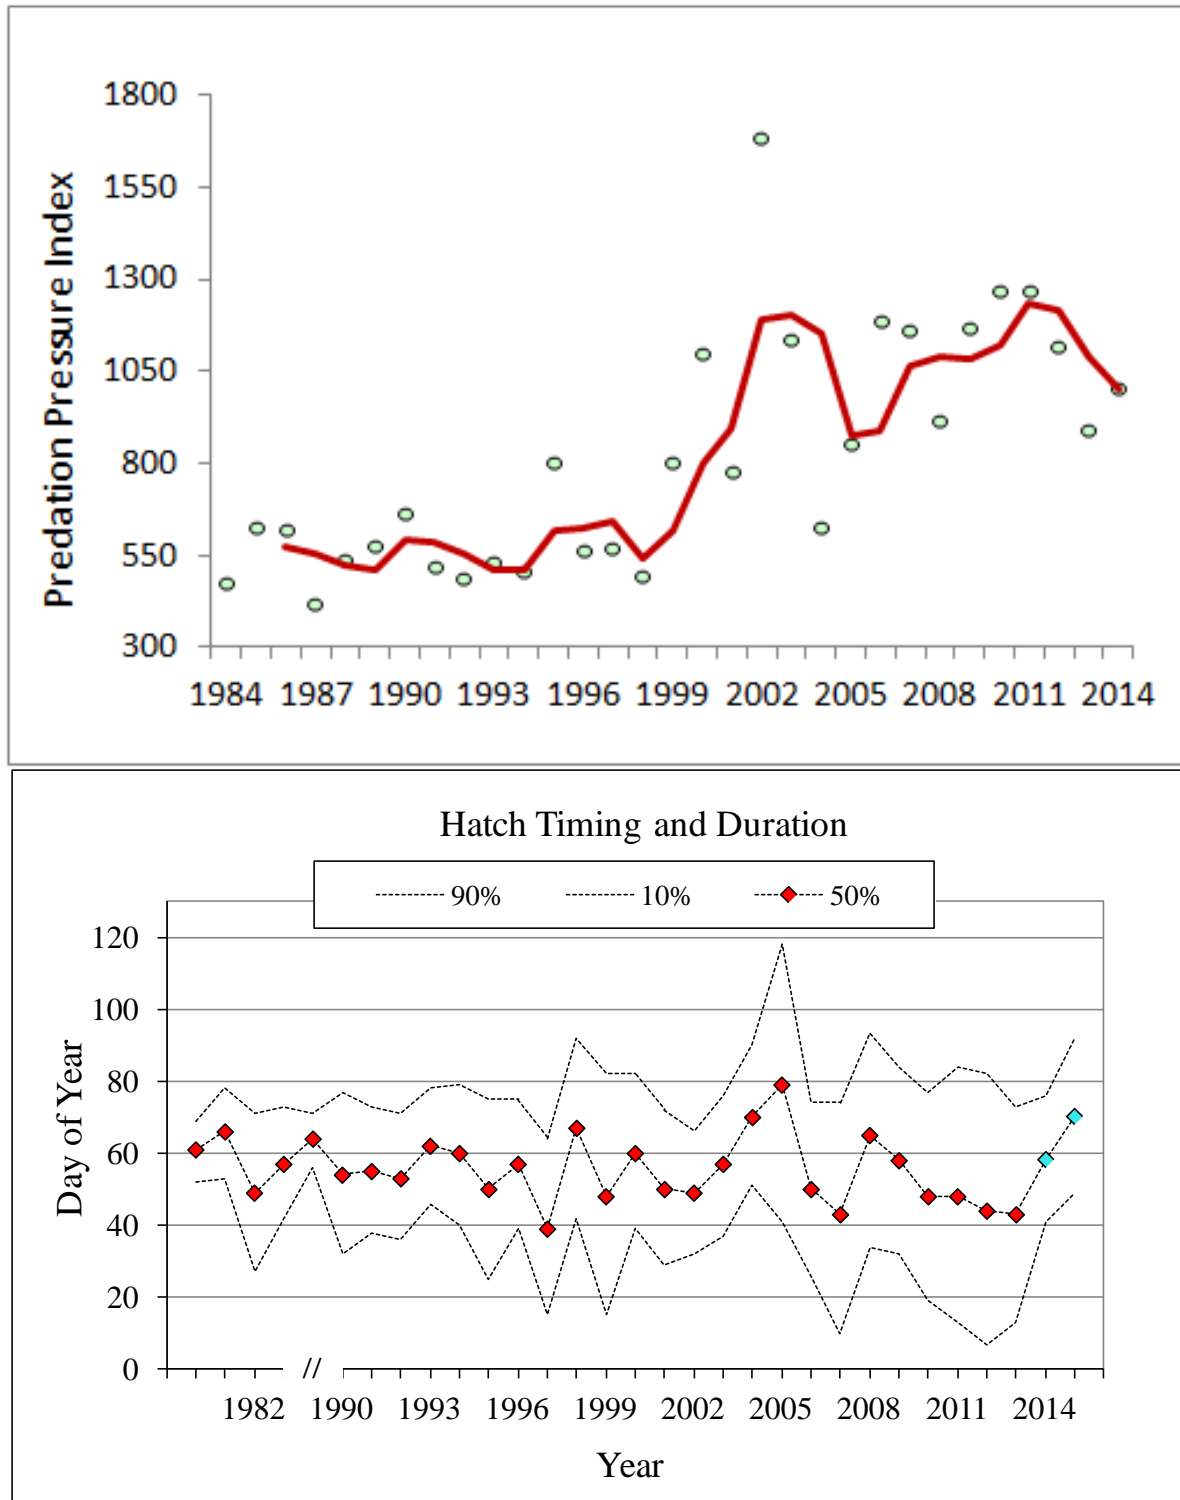 1800
1550
1300
1050
800
550
300
Predation Pressure Index
1984 1987 1990 1993 1996 1999 2002 2005 2008 2011 2014
Hatch Timing and Duration
90% 10% 50%
120
100
80
60
40
20
0
Day of Year
//
1982 1990 1993 1996 1999 2002 2005 2008 2011 2014
Year